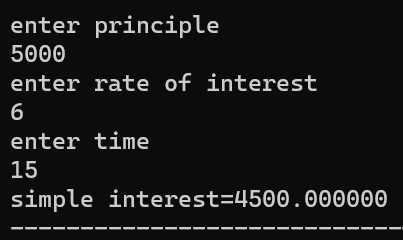 enter principle
5000
enter rate of interest
6
enter time
15
simple interest=4500.000000
-----------------------------